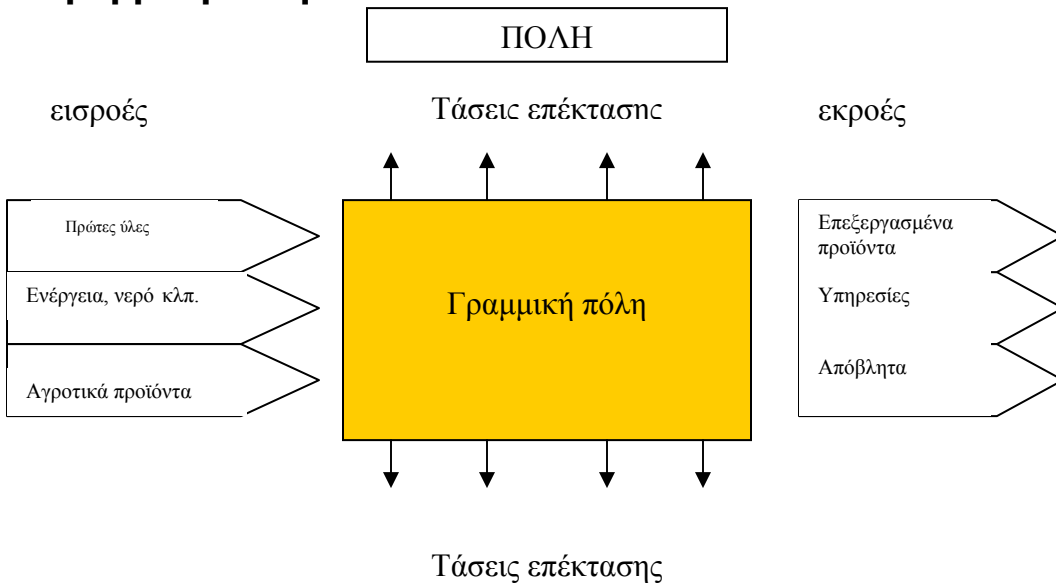 ΠΟΛΗ
εισροές
Τάσεις επέκτασης
εκροές
Πρώτες ύλες
Ενέργεια, νερό κλπ.
Αγροτικά προϊόντα
Γραμμική πόλη
Επεξεργασμένα
προϊόντα
Υπηρεσίες
Απόβλητα
Τάσεις επέκτασης